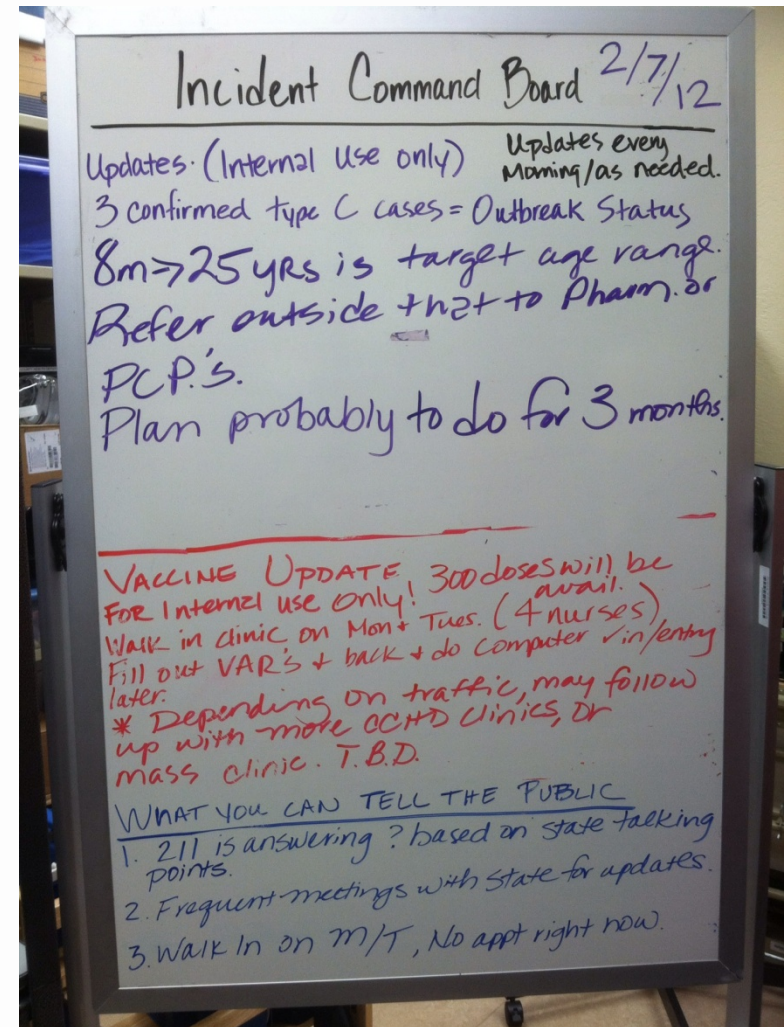 Incident Command Board 2/7/12
Updates. (Internal Use only) Updates every
Morning/as needed.
3 confirmed type C cases = Outbreak Status
8m→25 yrs is target age range.
Refer outside that to Pharm. or
PCP.'s.
Plan probably to do for 3 months.
VACCINE UPDATE 300 doses will be
avail.
FOR Internal use Only!
Walk in clinic on Mon + Tues. (4 nurses)
Fill out VAR's + back + do computer ✓in/entry
later.
* Depending on traffic, may follow
up with more CCHD clinics, or
mass clinic. T.B.D.
WHAT YOU CAN TELL THE PUBLIC
1. 211 is answering ? based on state talking
points.
2. Frequent meetings with State for updates.
3. Walk In on M/T, No appt right now.